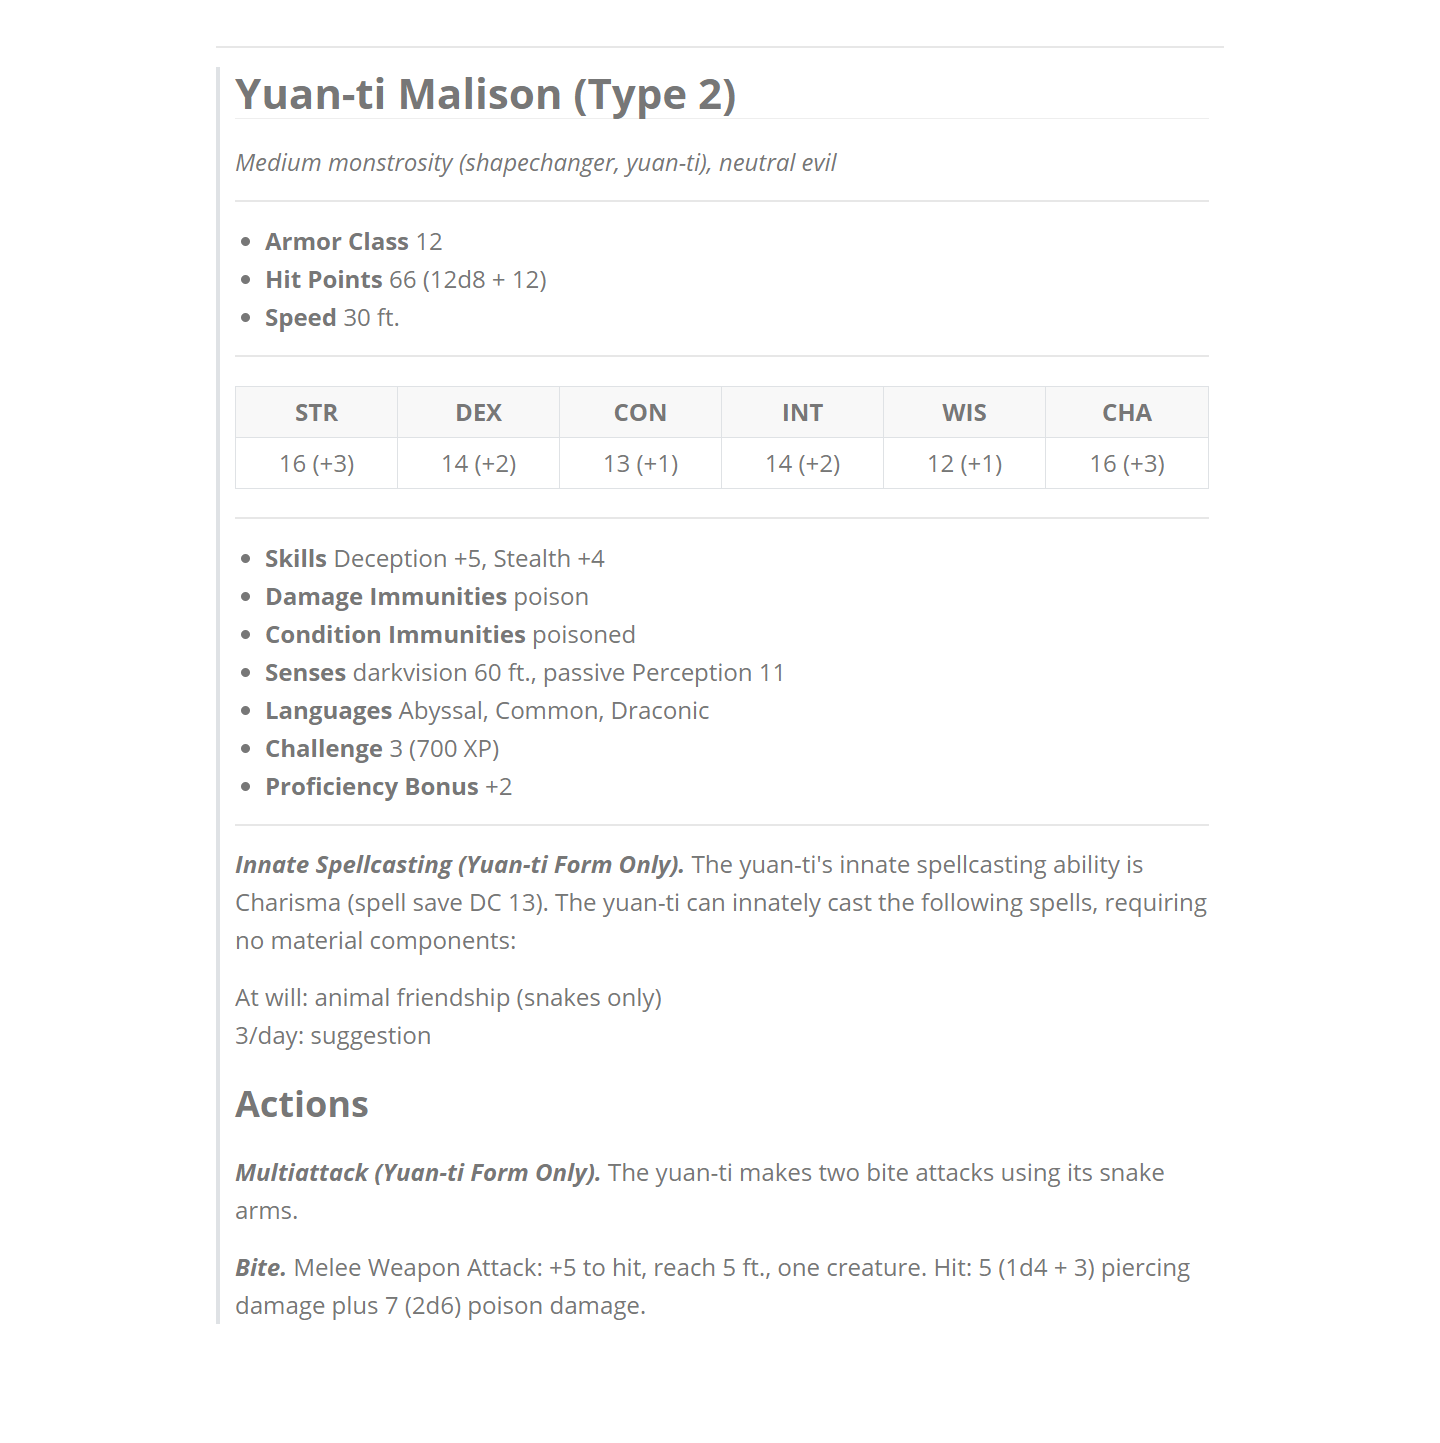 Yuan-ti Malison (Type 2)
Medium monstrosity (shapechanger, yuan-ti), neutral evil
Armor Class 12
Hit Points 66 (12d8 + 12)
Speed 30 ft.
STR DEX CON INT WIS CHA
16 (+3) 14 (+2) 13 (+1) 14 (+2) 12 (+1) 16 (+3)
Skills Deception +5, Stealth +4
Damage Immunities poison
Condition Immunities poisoned
Senses darkvision 60 ft., passive Perception 11
Languages Abyssal, Common, Draconic
Challenge 3 (700 XP)
Proficiency Bonus +2
Innate Spellcasting (Yuan-ti Form Only). The yuan-ti's innate spellcasting ability is
Charisma (spell save DC 13). The yuan-ti can innately cast the following spells, requiring
no material components:
At will: animal friendship (snakes only)
3/day: suggestion
Actions
Multiattack (Yuan-ti Form Only). The yuan-ti makes two bite attacks using its snake
arms.
Bite. Melee Weapon Attack: +5 to hit, reach 5 ft., one creature. Hit: 5 (1d4 + 3) piercing
damage plus 7 (2d6) poison damage.